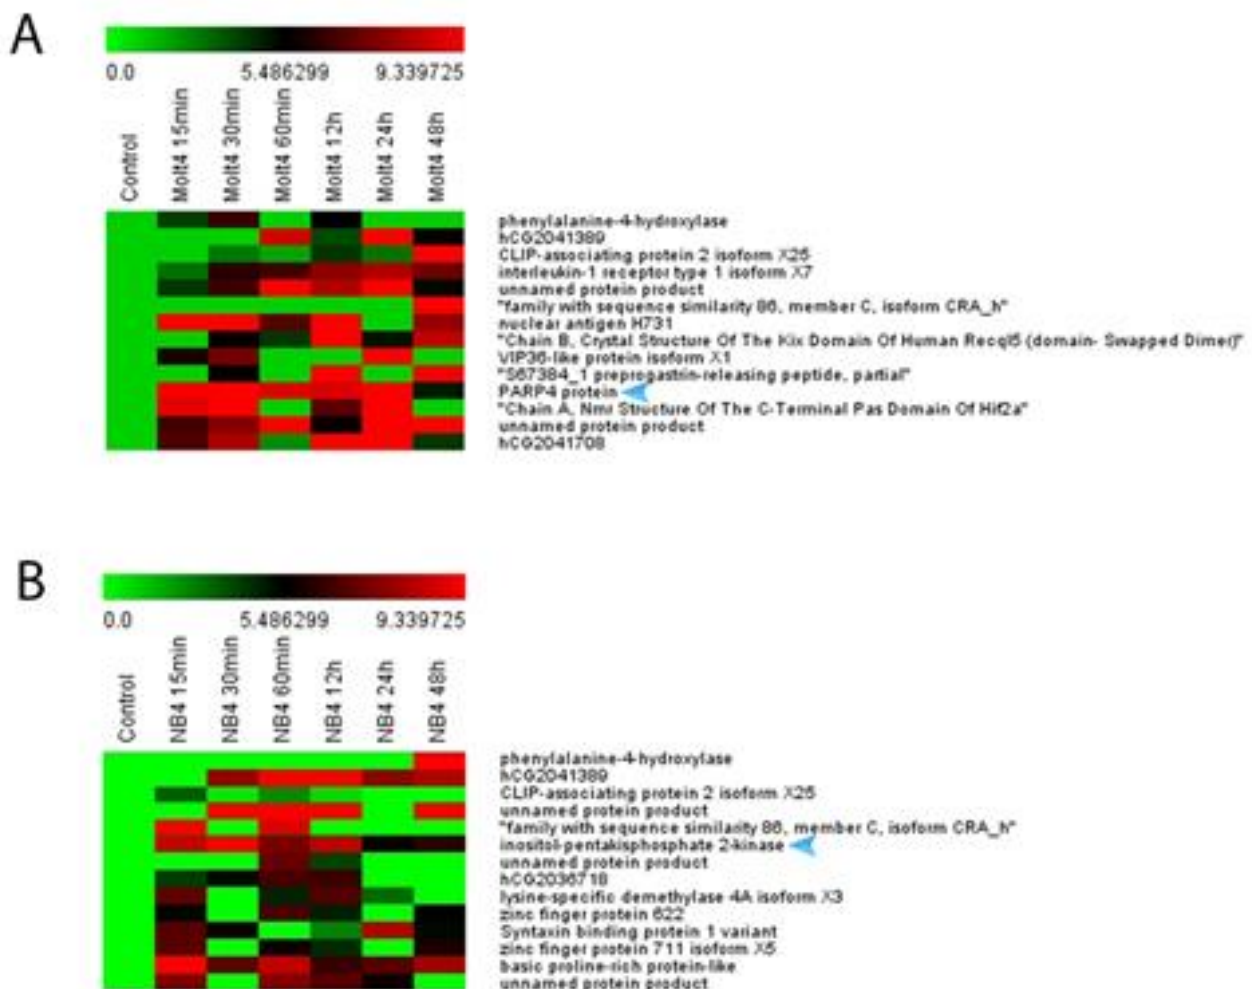 A
0.0 5.486299 9.339725
Control
Molt4 15min
Molt4 30min
Molt4 60min
Molt4 12h
Molt4 24h
Molt4 48h
phenylalanine-4-hydroxylase
hCG2041389
CLIP-associating protein 2 isoform X25
interleukin-1 receptor type 1 isoform X7
unnamed protein product
"family with sequence similarity 86, member C, isoform CRA_h"
nuclear antigen H731
"Chain B, Crystal Structure Of The Kix Domain Of Human Recql5 (domain- Swapped Dimer)"
VIP36-like protein isoform X1
"S67384_1 preprogastrin-releasing peptide, partial"
PARP4 protein
"Chain A, Nmr Structure Of The C-Terminal Pas Domain Of Hif2a"
unnamed protein product
hCG2041708
B
0.0 5.486299 9.339725
Control
NB4 15min
NB4 30min
NB4 60min
NB4 12h
NB4 24h
NB4 48h
phenylalanine-4-hydroxylase
hCG2041389
CLIP-associating protein 2 isoform X25
unnamed protein product
"family with sequence similarity 86, member C, isoform CRA_h"
inositol-pentakisphosphate 2-kinase
unnamed protein product
hCG2036718
lysine-specific demethylase 4A isoform X3
zinc finger protein 622
Syntaxin binding protein 1 variant
zinc finger protein 711 isoform X5
basic proline-rich protein-like
unnamed protein product